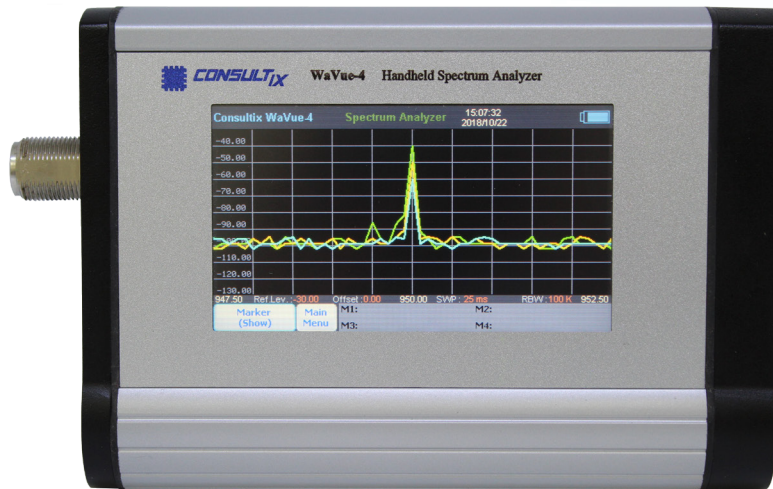 CONSULTIX WaVue-4 Handheld Spectrum Analyzer
Consultix WaVue-4 Spectrum Analyzer 15:07:32
2018/10/22
-40.00
-50.00
-60.00
-70.00
-80.00
-90.00
-110.00
-120.00
-130.00
947.50 Ref.Lev. :-30.00 Offset :0.00 950.00 SWP : 25 ms RBW : 100 K 952.50
Marker
(Show)
Main
Menu
M1: M2:
M3: M4: